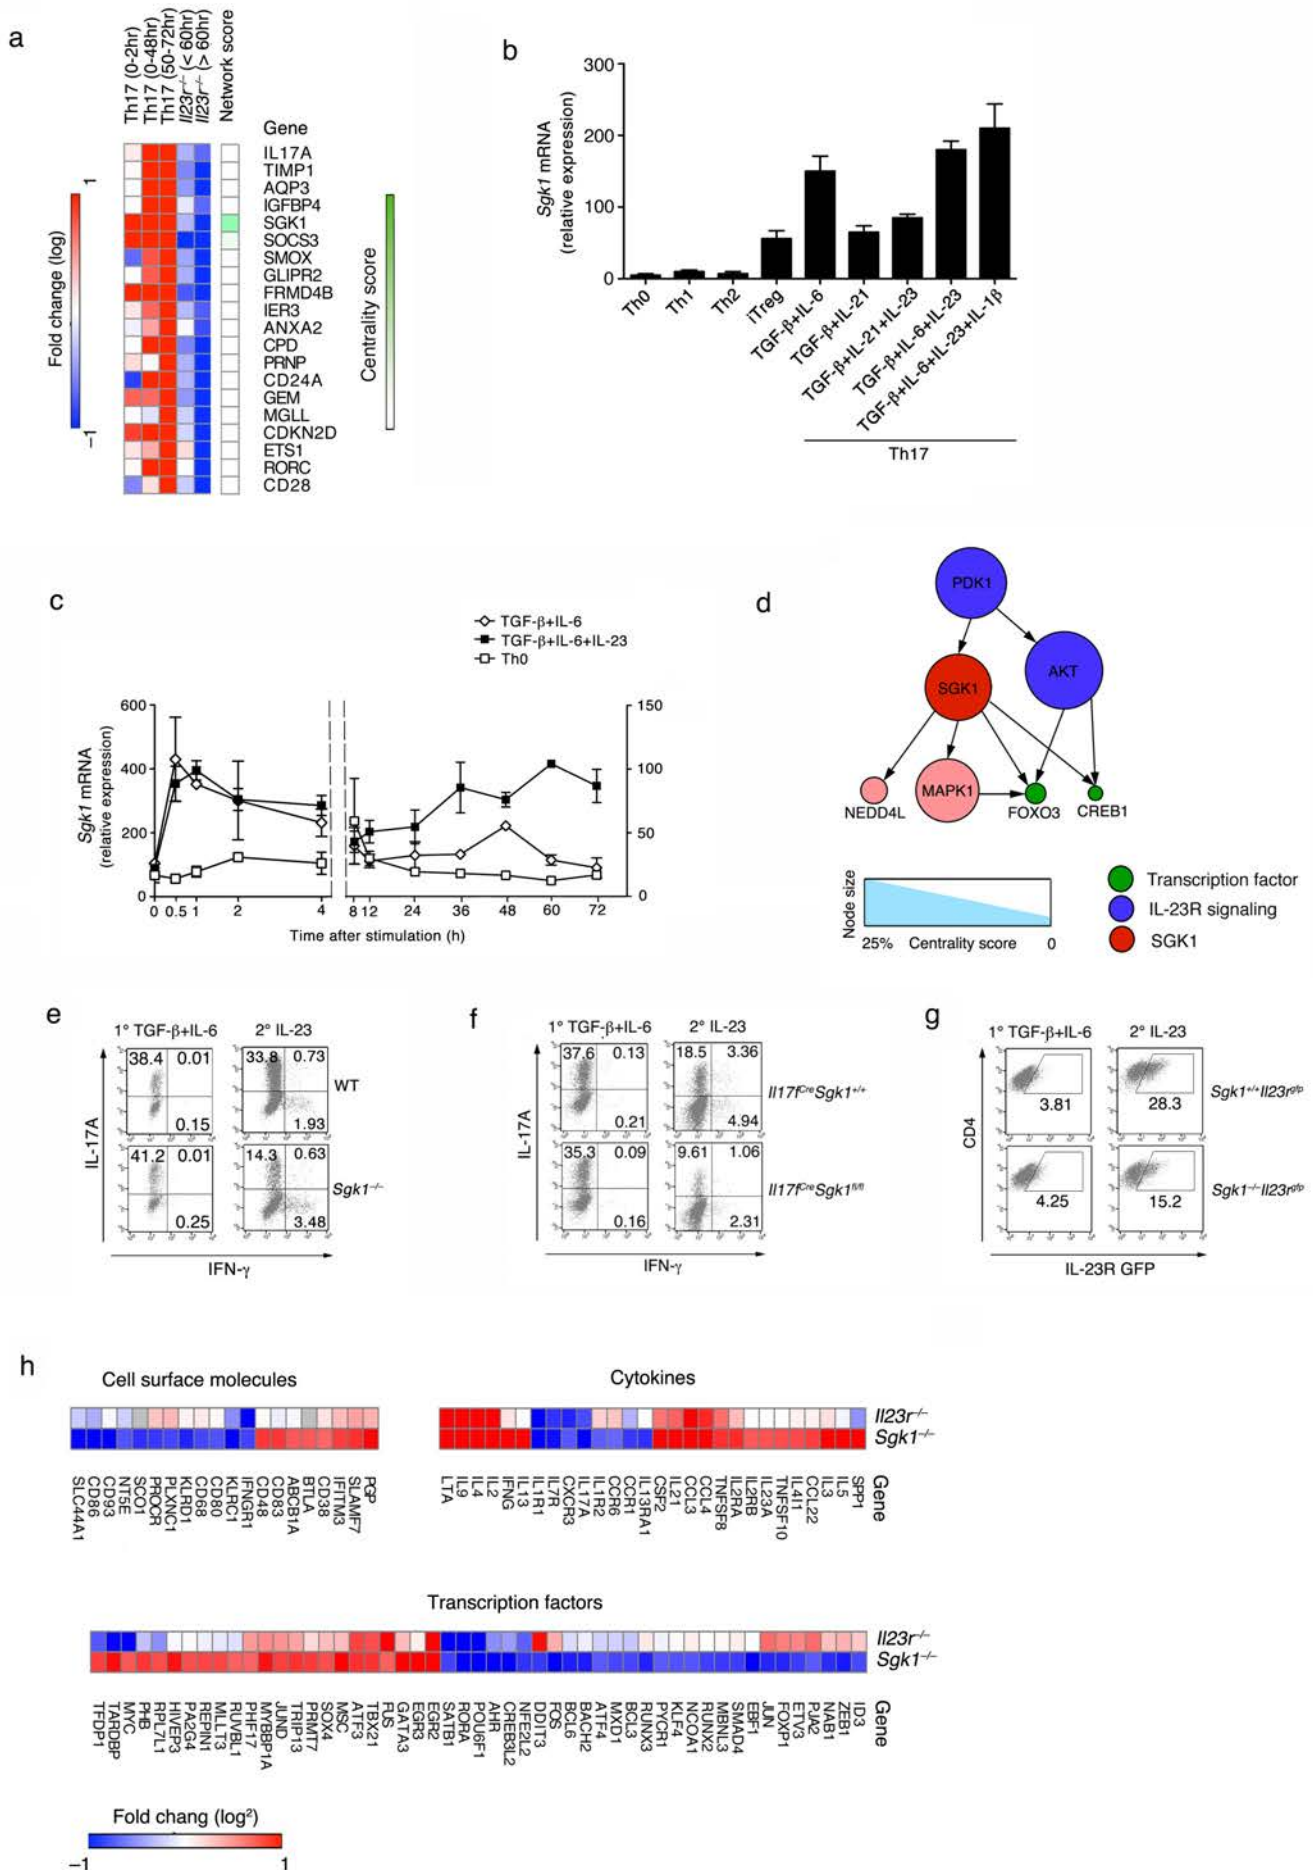 a
Th17 (0-2hr)
Th17 (0-48hr)
Th17 (50-72hr)
Il23r–/– (< 60hr)
Il23r–/– (> 60hr)
Network score
Gene
IL17A
TIMP1
AQP3
IGFBP4
SGK1
SOCS3
SMOX
GLIPR2
FRMD4B
IER3
ANXA2
CPD
PRNP
CD24A
GEM
MGLL
CDKN2D
ETS1
RORC
CD28
1
Fold change (log)
–1
Centrality score
b
Sgk1 mRNA
(relative expression)
300
200
100
0
Th0
Th1
Th2
iTreg
TGF-β+IL-6
TGF-β+IL-21
TGF-β+IL-21+IL-23
TGF-β+IL-6+IL-23
TGF-β+IL-6+IL-23+IL-1β
Th17
c
TGF-β+IL-6
TGF-β+IL-6+IL-23
Th0
Sgk1 mRNA
(relative expression)
600
400
200
0
150
100
50
0
0 0.5 1 2 4 8 12 24 36 48 60 72
Time after stimulation (h)
d
PDK1
SGK1
AKT
NEDD4L
MAPK1
FOXO3
CREB1
Node size
25% Centrality score 0
Transcription factor
IL-23R signaling
SGK1
e
1° TGF-β+IL-6
2° IL-23
38.4 0.01
0.15
33.8 0.73
1.93
WT
41.2 0.01
0.25
14.3 0.63
3.48
Sgk1–/–
IL-17A
IFN-γ
f
1° TGF-β+IL-6
2° IL-23
37.6 0.13
0.21
18.5 3.36
4.94
Il17fCreSgk1+/+
35.3 0.09
0.16
9.61 1.06
2.31
Il17fCreSgk1fl/fl
IL-17A
IFN-γ
g
1° TGF-β+IL-6
2° IL-23
3.81
28.3
Sgk1+/+Il23rgfp
4.25
15.2
Sgk1–/–Il23rgfp
CD4
IL-23R GFP
h
Cell surface molecules
SLC44A1
CD86
CD93
NT5E
SCO1
PROCR
PLXNC1
KLRD1
CD68
CD80
KLRC1
IFNGR1
CD48
CD83
ABCB1A
BTLA
CD38
IFITM3
SLAMF7
PGP
Cytokines
Il23r–/–
Sgk1–/–
LTA
IL9
IL4
IL2
IFNG
IL13
IL1R1
IL7R
CXCR3
IL17A
IL1R2
CCR6
CCR1
IL13RA1
CSF2
IL21
CCL3
CCL4
TNFSF8
IL2RA
IL2RB
IL23A
TNFSF10
IL4I1
CCL22
IL3
IL5
SPP1
Gene
Transcription factors
Il23r–/–
Sgk1–/–
TFDP1
TARDBP
MYC
PHB
RPL7L1
HIVEP3
PA2G4
REPIN1
MLLT3
RUVBL1
PHF17
MYBBP1A
JUND
TRIP13
PRMT7
SOX4
MSC
ATF3
TBX21
FUS
GATA3
EGR3
EGR2
SATB1
RORA
POU6F1
AHR
CREB3L2
NFE2L2
DDIT3
FOS
BCL6
BACH2
ATF4
MXD1
BCL3
RUNX3
PYCR1
KLF4
NCOA1
RUNX2
MBNL3
SMAD4
EBF1
JUN
FOXP1
ETV3
PJA2
NAB1
ZEB1
ID3
Gene
Fold chang (log2)
–1 1